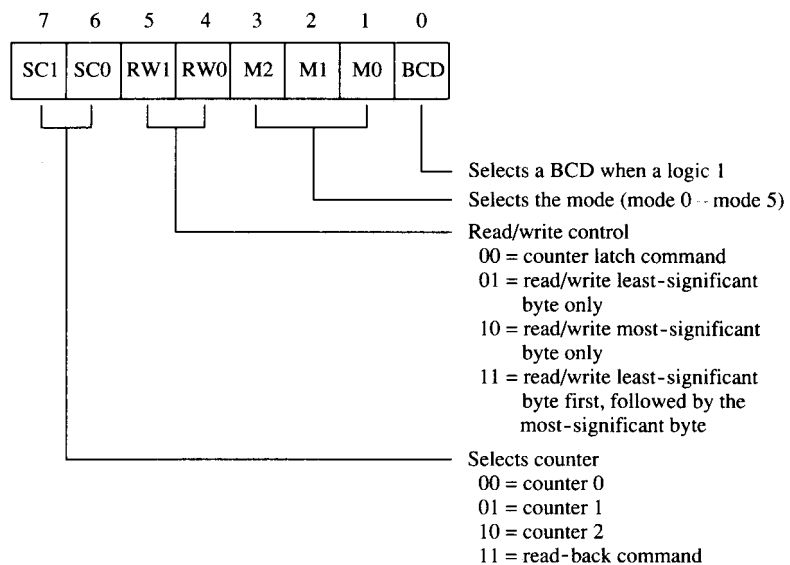 7 6 5 4 3 2 1 0
SC1 SC0 RW1 RW0 M2 M1 M0 BCD
Selects a BCD when a logic 1
Selects the mode (mode 0 -- mode 5)
Read/write control
00 = counter latch command
01 = read/write least-significant
byte only
10 = read/write most-significant
byte only
11 = read/write least-significant
byte first, followed by the
most-significant byte
Selects counter
00 = counter 0
01 = counter 1
10 = counter 2
11 = read-back command